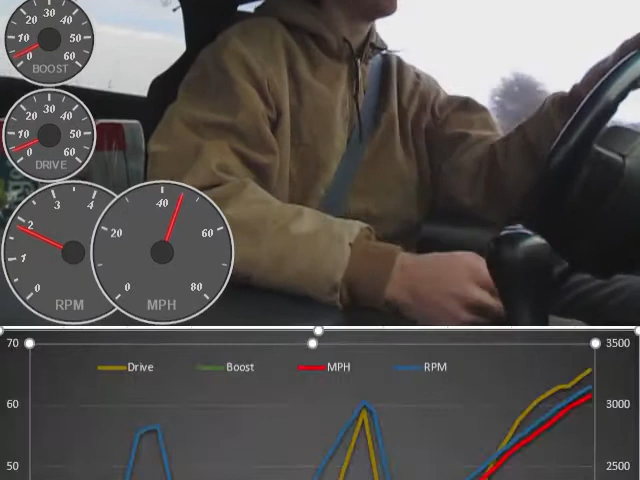 10 20 30 40 50 60 0
BOOST
10 20 30 40 50 60 0
DRIVE
0 1 2 3 4
RPM
0 20 40 60 80
MPH
70 3500
Drive Boost MPH RPM
60 3000
50 2500